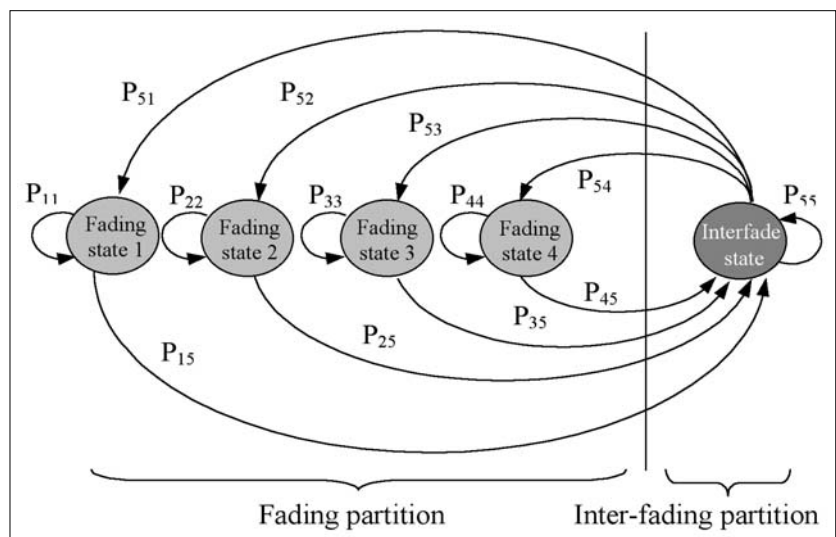 P51
P52
P53
P54
P11
P22
P33
P44
P55
Fading
state 1
Fading
state 2
Fading
state 3
Fading
state 4
Interfade
state
P45
P35
P25
P15
Fading partition
Inter-fading partition